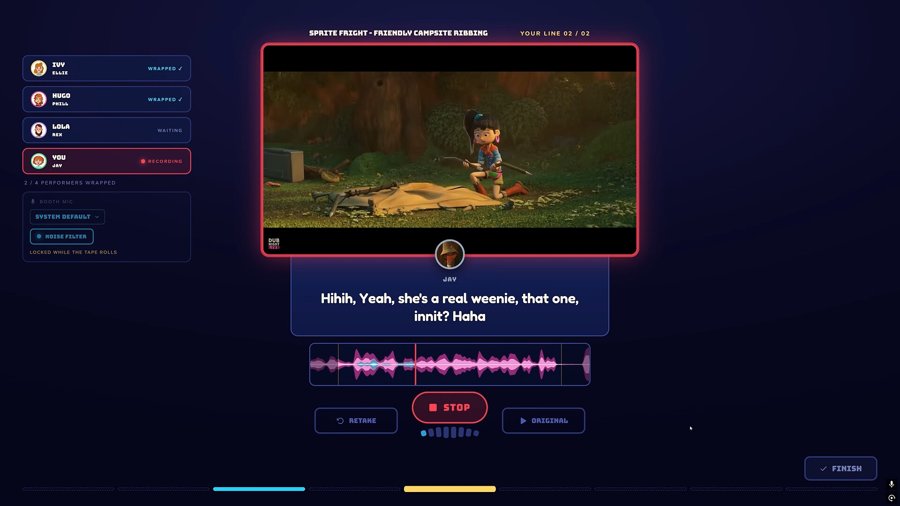 SPRITE FRIGHT - FRIENDLY CAMPSITE RIBBING
YOUR LINE 02 / 02
IVY
ELLIE
WRAPPED ✓
HUGO
PHILL
WRAPPED ✓
LOLA
REX
WAITING
YOU
JAY
RECORDING
2 / 4 PERFORMERS WRAPPED
BOOTH MIC
SYSTEM DEFAULT
NOISE FILTER
LOCKED WHILE THE TAPE ROLLS
DUB
RIGHT
JAY
Hihih, Yeah, she's a real weenie, that one,
innit? Haha
RETAKE
STOP
ORIGINAL
FINISH